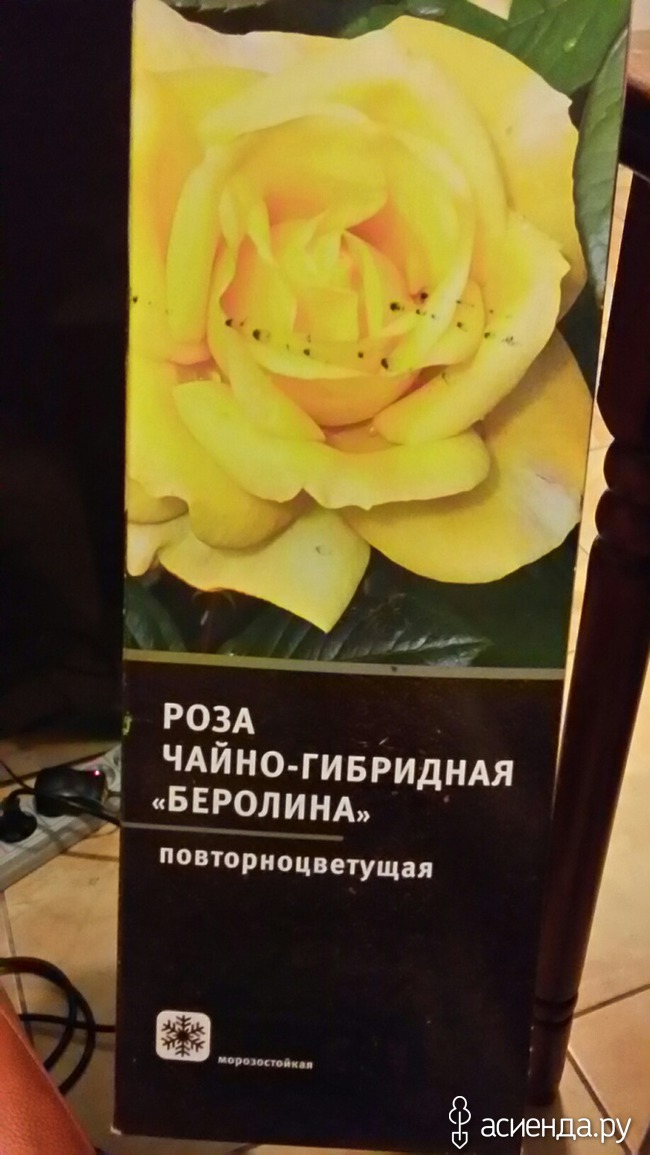 РОЗА
ЧАЙНО-ГИБРИДНАЯ
«БЕРОЛИНА»
повторноцветущая
морозостойкая
асиенда.ру